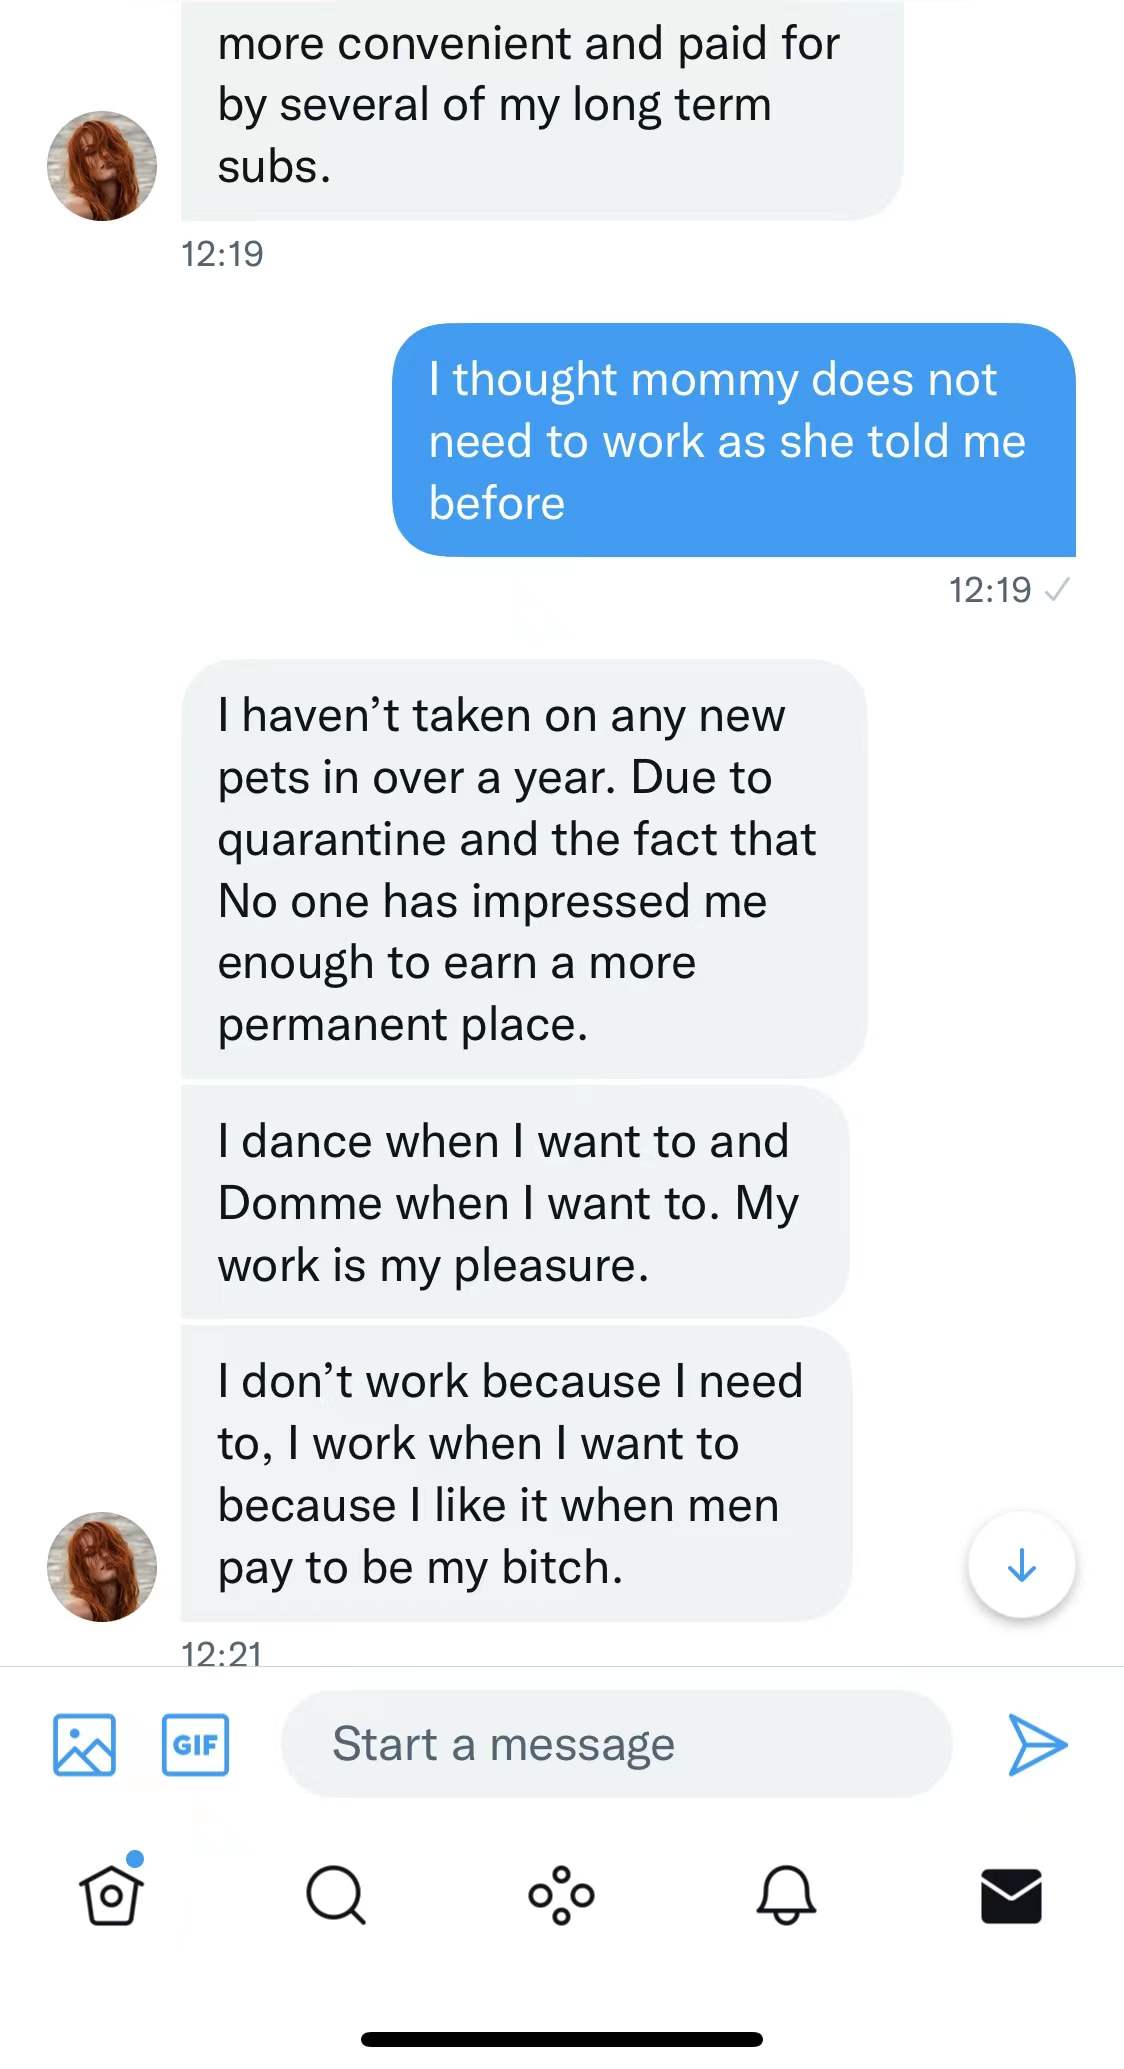 more convenient and paid for
by several of my long term
subs.
12:19
I thought mommy does not
need to work as she told me
before
12:19
I haven’t taken on any new
pets in over a year. Due to
quarantine and the fact that
No one has impressed me
enough to earn a more
permanent place.
I dance when I want to and
Domme when I want to. My
work is my pleasure.
I don’t work because I need
to, I work when I want to
because I like it when men
pay to be my bitch.
12:21
GIF
Start a message